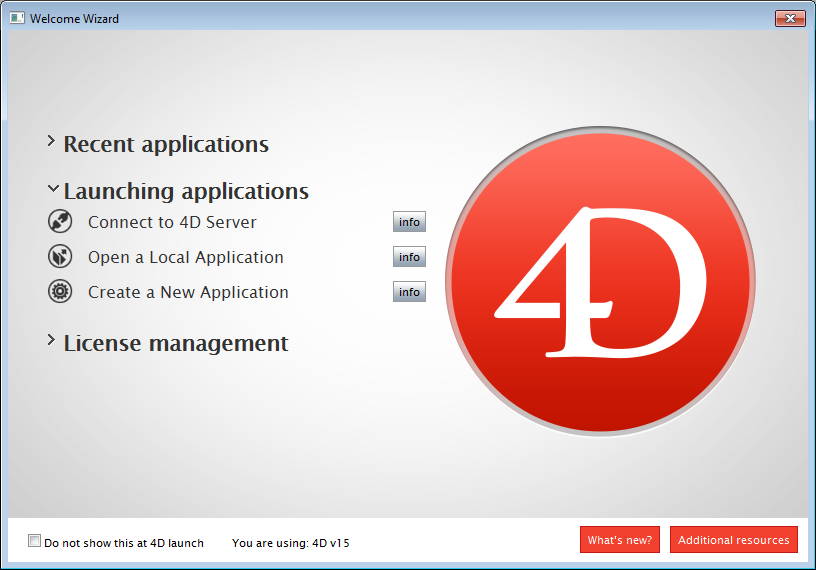 Welcome Wizard
Recent applications
Launching applications
Connect to 4D Server info
Open a Local Application info
Create a New Application info
License management
4D
Do not show this at 4D launch You are using: 4D v15 What's new? Additional resources